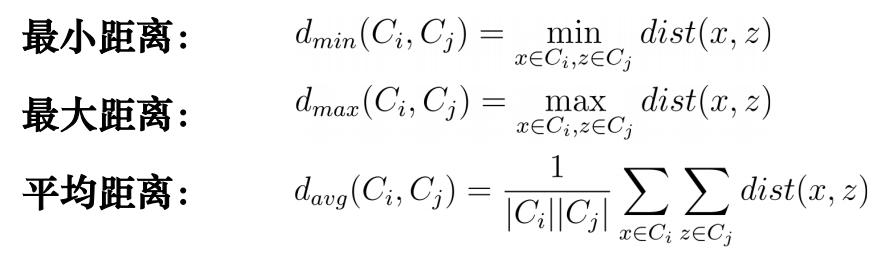 最小距离： $d_{min}(C_i, C_j) = \min_{x \in C_i, z \in C_j} dist(x, z)$
最大距离： $d_{max}(C_i, C_j) = \max_{x \in C_i, z \in C_j} dist(x, z)$
平均距离： $d_{avg}(C_i, C_j) = \frac{1}{|C_i||C_j|} \sum_{x \in C_i} \sum_{z \in C_j} dist(x, z)$